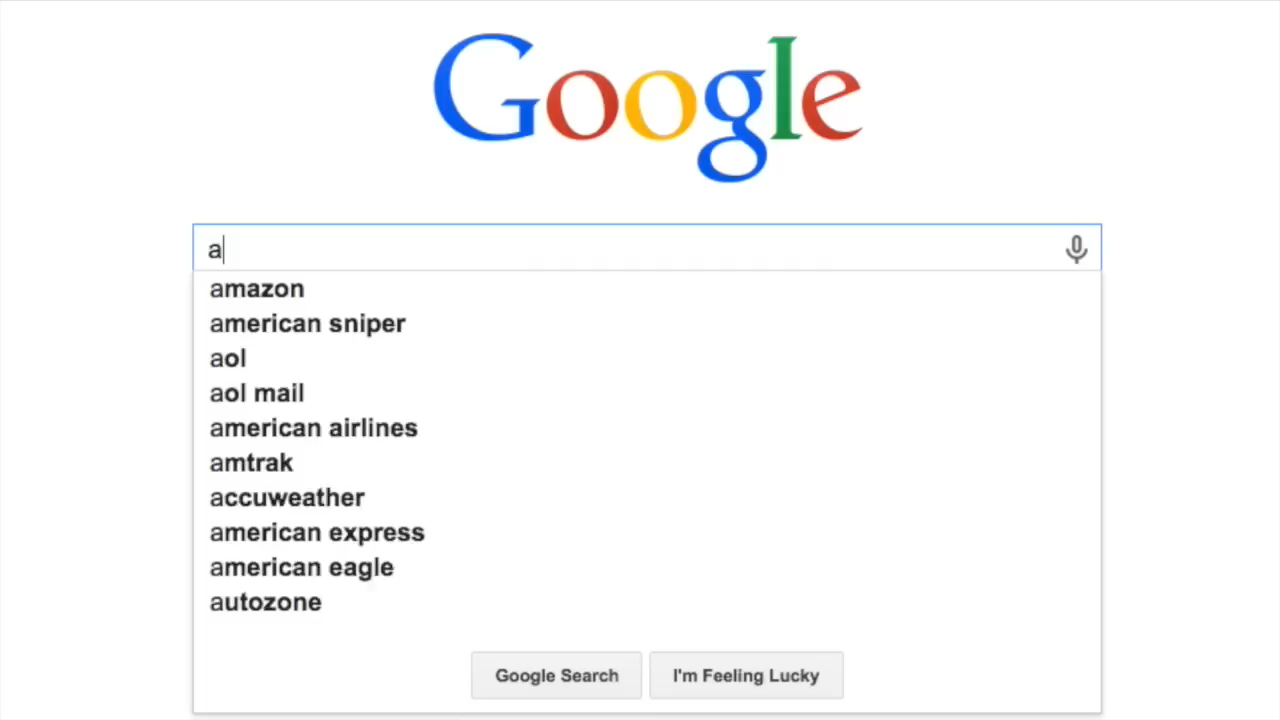 Google
a
amazon
american sniper
aol
aol mail
american airlines
amtrak
accuweather
american express
american eagle
autozone
Google Search
I'm Feeling Lucky